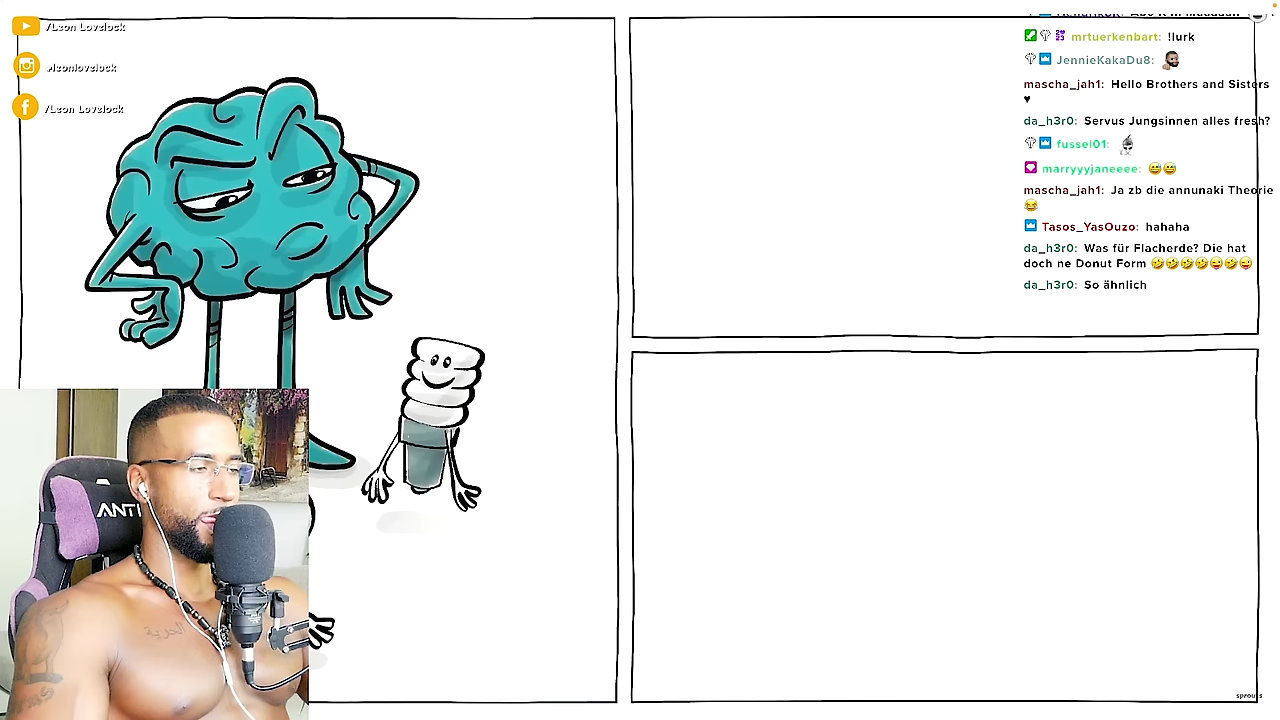 /Leon Lovelock
#leonlovelock
/Leon Lovelock
mrtuerkenbart: !lurk
JennieKakaDu8:
mascha_jah1: Hello Brothers and Sisters
♥
da_h3r0: Servus Jungsinnen alles fresh?
fussel01:
marryyyjaneeee: 😅😅
mascha_jah1: Ja zb die annunaki Theorie
😂
Tasos_YasOuzo: hahaha
da_h3r0: Was für Flacherde? Die hat
doch ne Donut Form 🤣🤣🤣🤣😜🤣😜
da_h3r0: So ähnlich
ANTI
الحرية
sprouts